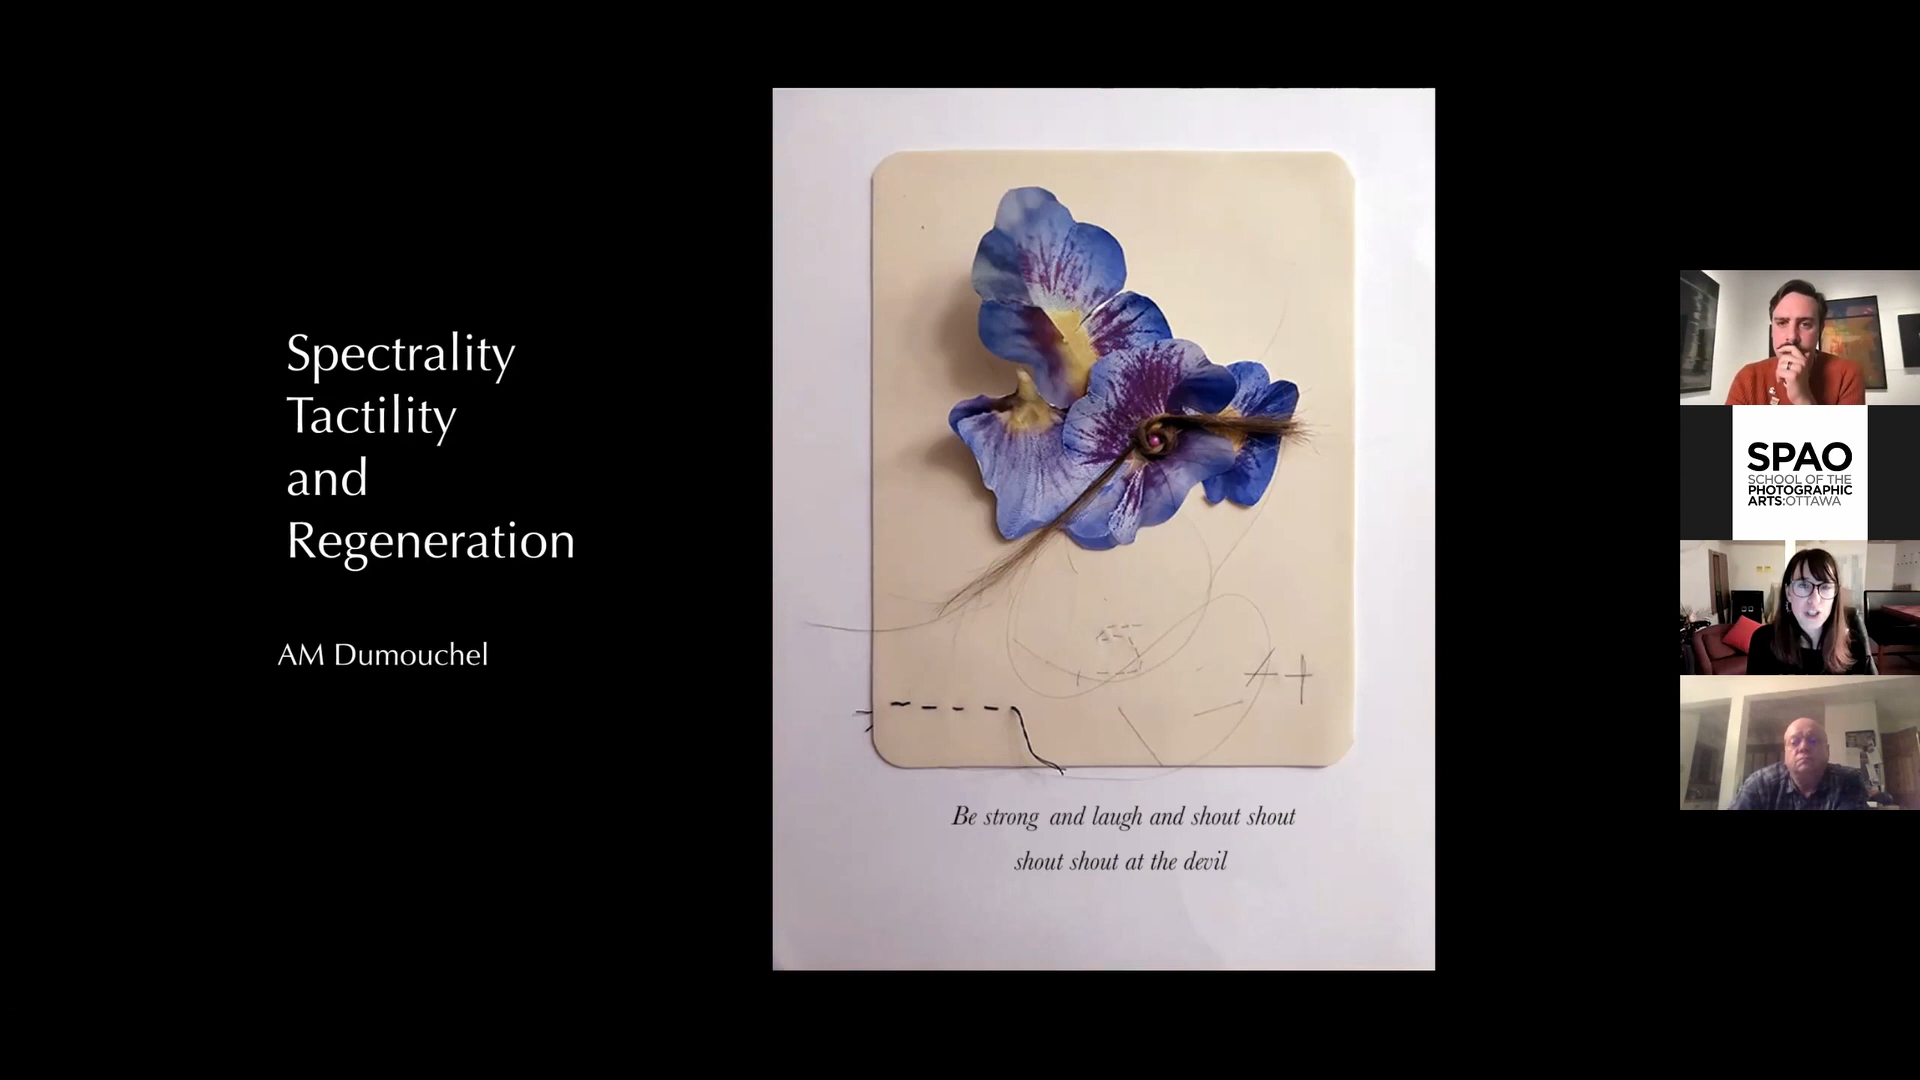 Spectrality
Tactility
and
Regeneration
AM Dumouchel
A+
Be strong and laugh and shout shout
shout shout at the devil
SPAO
SCHOOL OF THE
PHOTOGRAPHIC
ARTS:OTTAWA